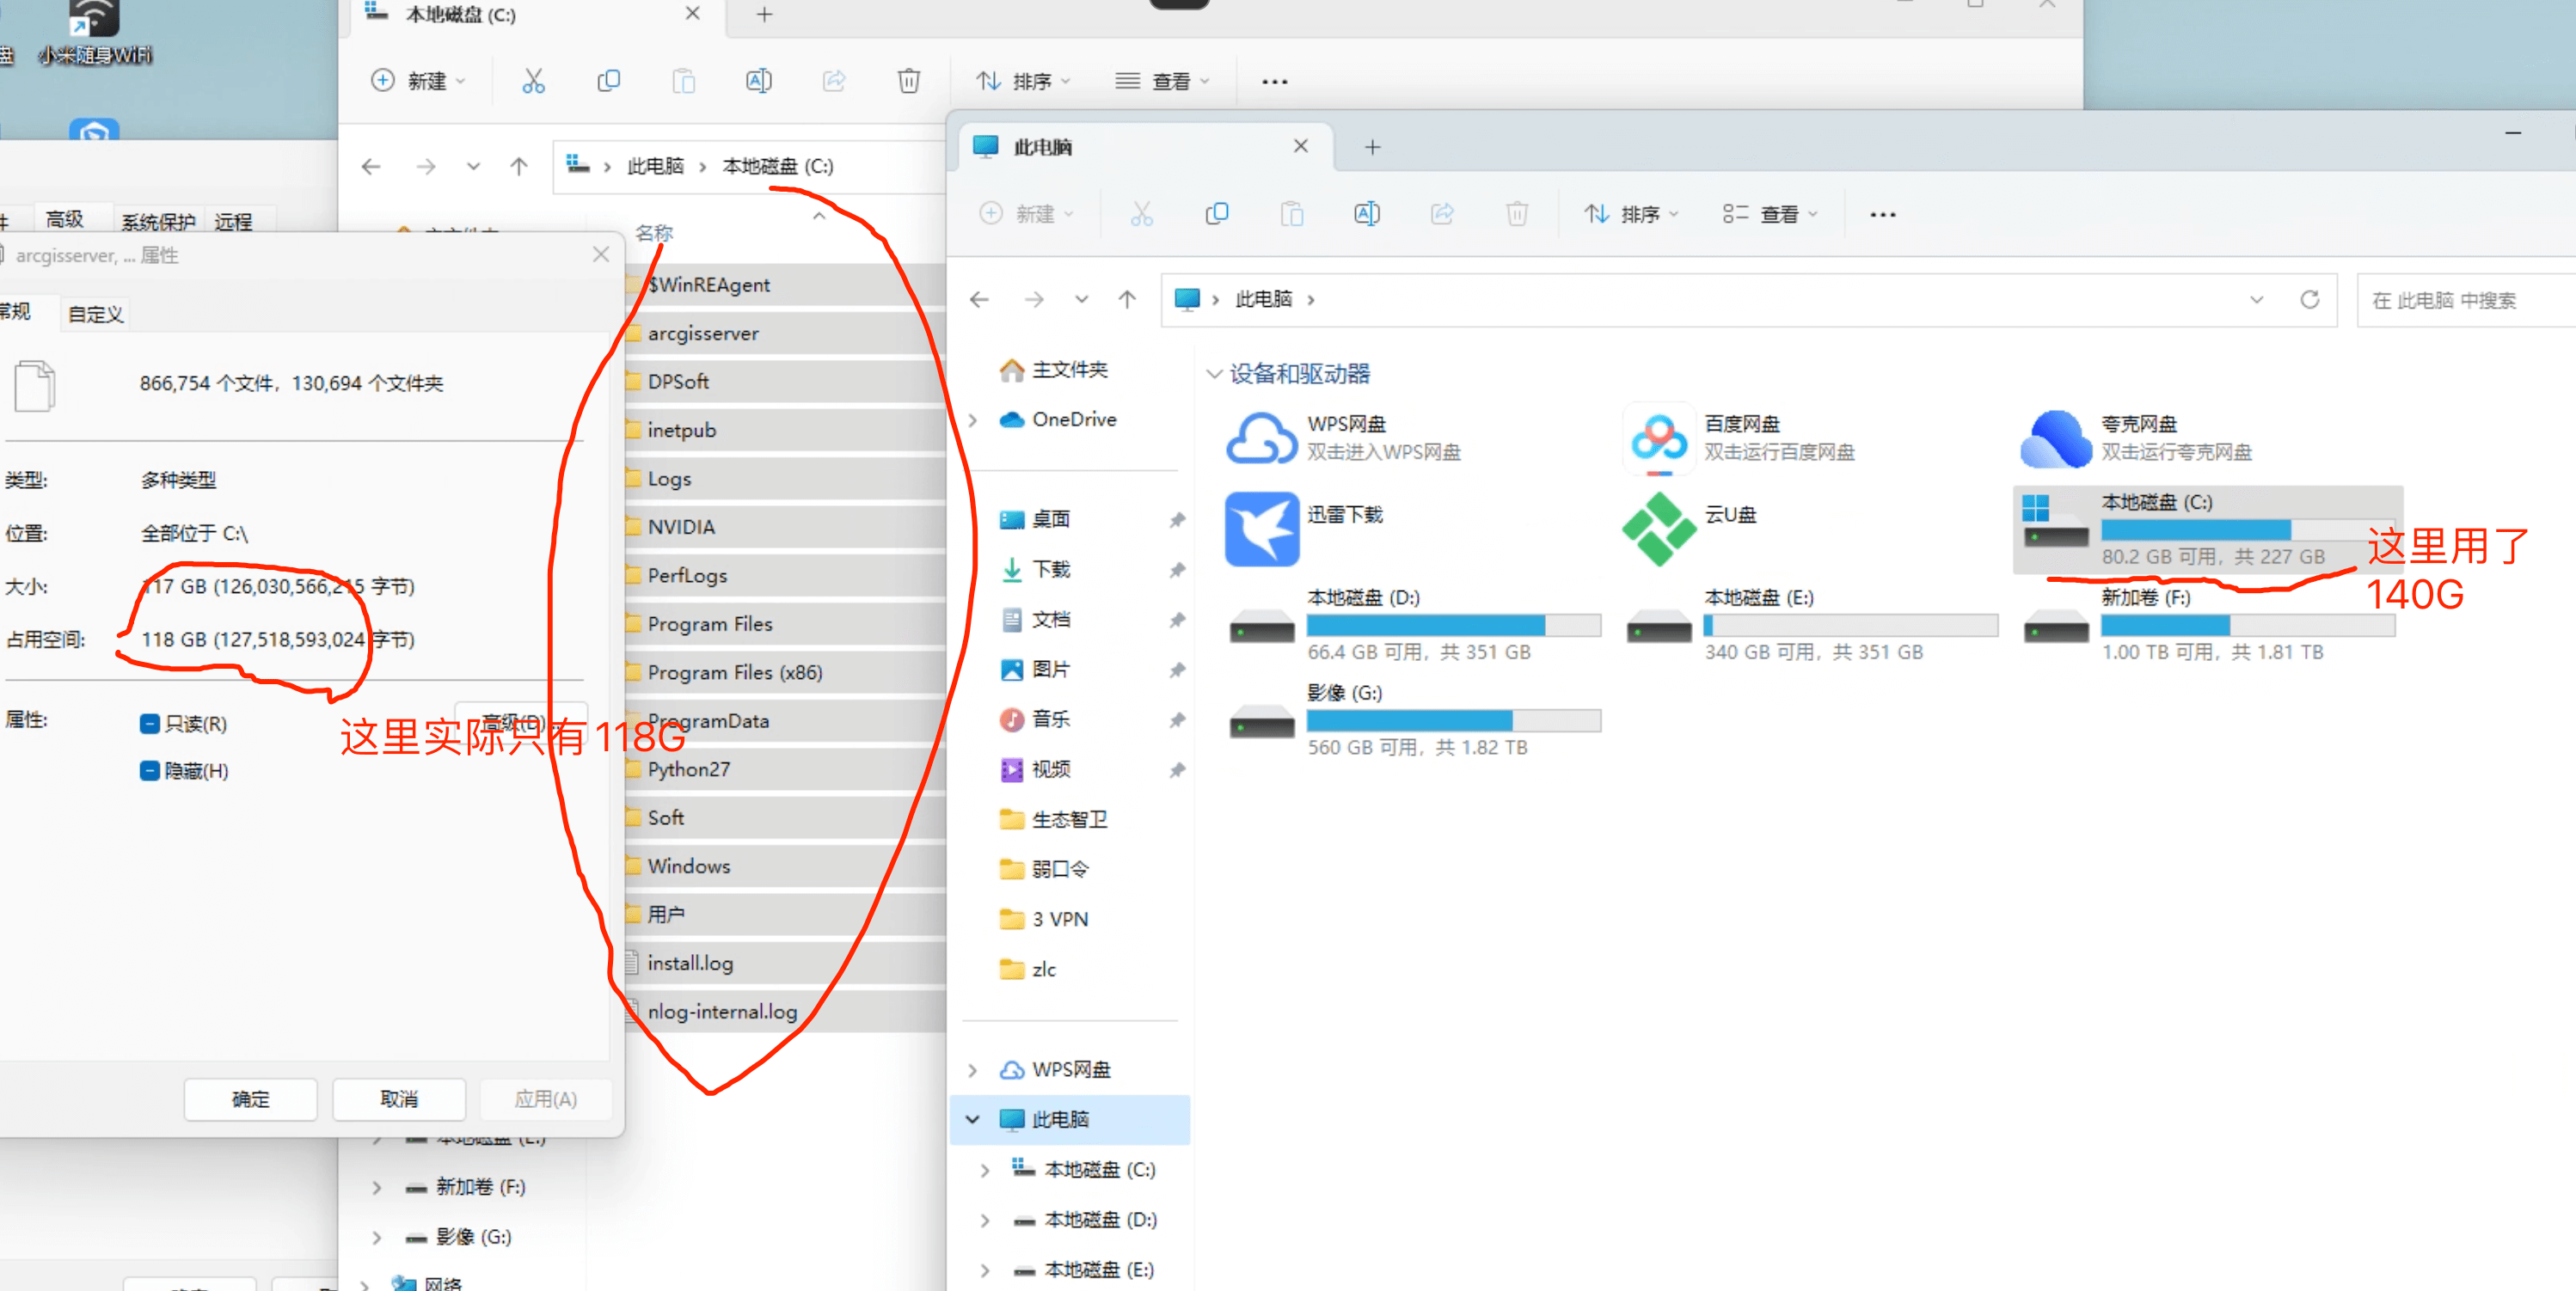 本地磁盘 (C:)
小米随身WiFi
盘
新建
排序
查看
此电脑 › 本地磁盘 (C:)
高级
系统保护
远程
arcgisserver, ... 属性
常规
自定义
866,754 个文件，130,694 个文件夹
类型:
多种类型
位置:
全部位于 C:\
大小:
117 GB (126,030,566,215 字节)
占用空间:
118 GB (127,518,593,024 字节)
属性:
只读(R)
高级(D)...
隐藏(H)
这里实际只有118G
确定
取消
应用(A)
名称
$WinREAgent
arcgisserver
DPSoft
inetpub
Logs
NVIDIA
PerfLogs
Program Files
Program Files (x86)
ProgramData
Python27
Soft
Windows
用户
install.log
nlog-internal.log
本地磁盘 (E:)
新加卷 (F:)
影像 (G:)
网络
此电脑
新建
排序
查看
此电脑 ›
在 此电脑 中搜索
主文件夹
OneDrive
桌面
下载
文档
图片
音乐
视频
生态智卫
弱口令
3 VPN
zlc
WPS网盘
此电脑
本地磁盘 (C:)
本地磁盘 (D:)
本地磁盘 (E:)
设备和驱动器
WPS网盘
双击进入WPS网盘
百度网盘
双击运行百度网盘
夸克网盘
双击运行夸克网盘
迅雷下载
云U盘
本地磁盘 (C:)
80.2 GB 可用，共 227 GB
这里用了
140G
本地磁盘 (D:)
66.4 GB 可用，共 351 GB
本地磁盘 (E:)
340 GB 可用，共 351 GB
新加卷 (F:)
1.00 TB 可用，共 1.81 TB
影像 (G:)
560 GB 可用，共 1.82 TB